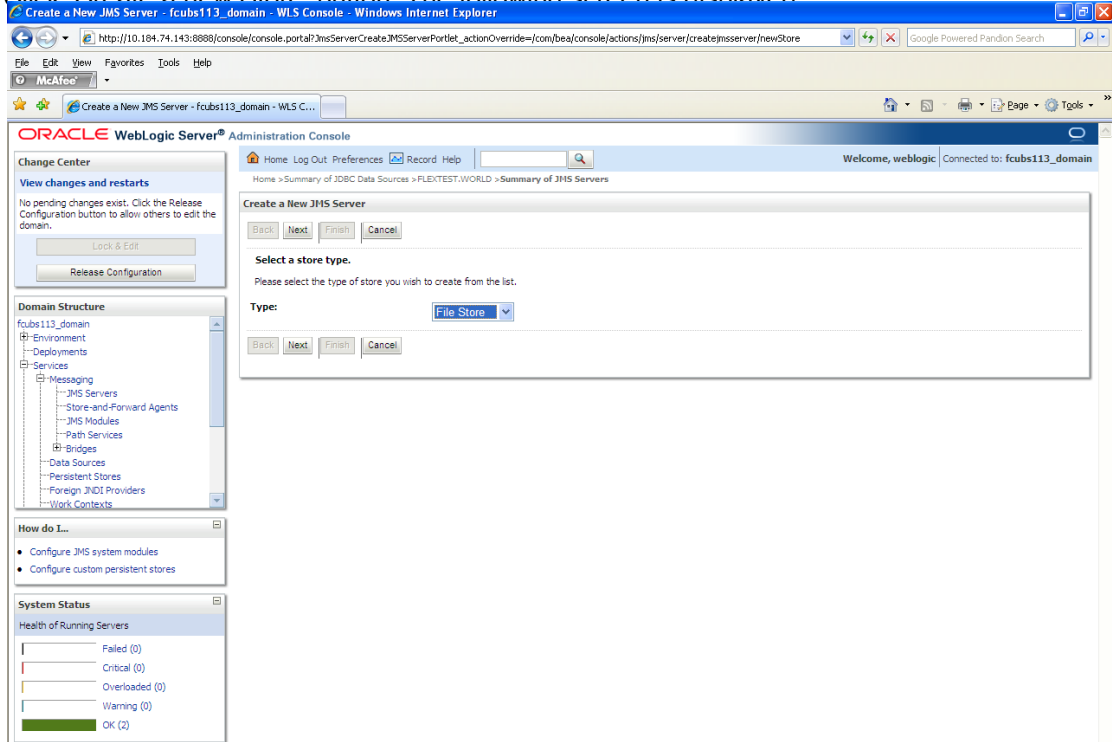 Create a New JMS Server - fcubs113_domain - WLS Console - Windows Internet Explorer
http://10.184.74.143:8888/console/console.portal?JmsServerCreateJMSServerPortlet_actionOverride=/com/bea/console/actions/jms/server/createjmsserver/newStore
Google Powered Pandion Search
File Edit View Favorites Tools Help
McAfee
Create a New JMS Server - fcubs113_domain - WLS C...
Page Tools »
ORACLE WebLogic Server® Administration Console
Change Center
View changes and restarts
No pending changes exist. Click the Release
Configuration button to allow others to edit the
domain.
Lock & Edit
Release Configuration
Domain Structure
fcubs113_domain
Environment
Deployments
Services
Messaging
JMS Servers
Store-and-Forward Agents
JMS Modules
Path Services
Bridges
Data Sources
Persistent Stores
Foreign JNDI Providers
Work Contexts
How do I...
Configure JMS system modules
Configure custom persistent stores
System Status
Health of Running Servers
Failed (0)
Critical (0)
Overloaded (0)
Warning (0)
OK (2)
Home Log Out Preferences Record Help
Welcome, weblogic Connected to: fcubs113_domain
Home >Summary of JDBC Data Sources >FLEXTEST.WORLD >Summary of JMS Servers
Create a New JMS Server
Back Next Finish Cancel
Select a store type.
Please select the type of store you wish to create from the list.
Type: File Store
Back Next Finish Cancel